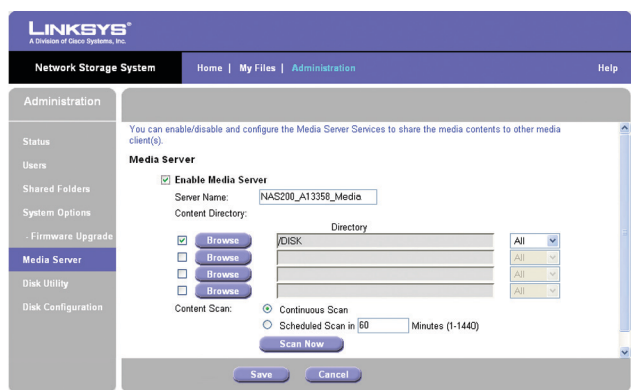 LINKSYS®
A Division of Cisco Systems, Inc.
Network Storage System
Home | My Files | Administration
Help
Administration
Status
Users
Shared Folders
System Options
- Firmware Upgrade
Media Server
Disk Utility
Disk Configuration
You can enable/disable and configure the Media Server Services to share the media contents to other media
client(s).
Media Server
Enable Media Server
Server Name: NAS200_A13358_Media
Content Directory:
Directory
Browse /DISK All
Browse All
Browse All
Browse All
Content Scan: Continuous Scan
Scheduled Scan in 60 Minutes (1-1440)
Scan Now
Save Cancel